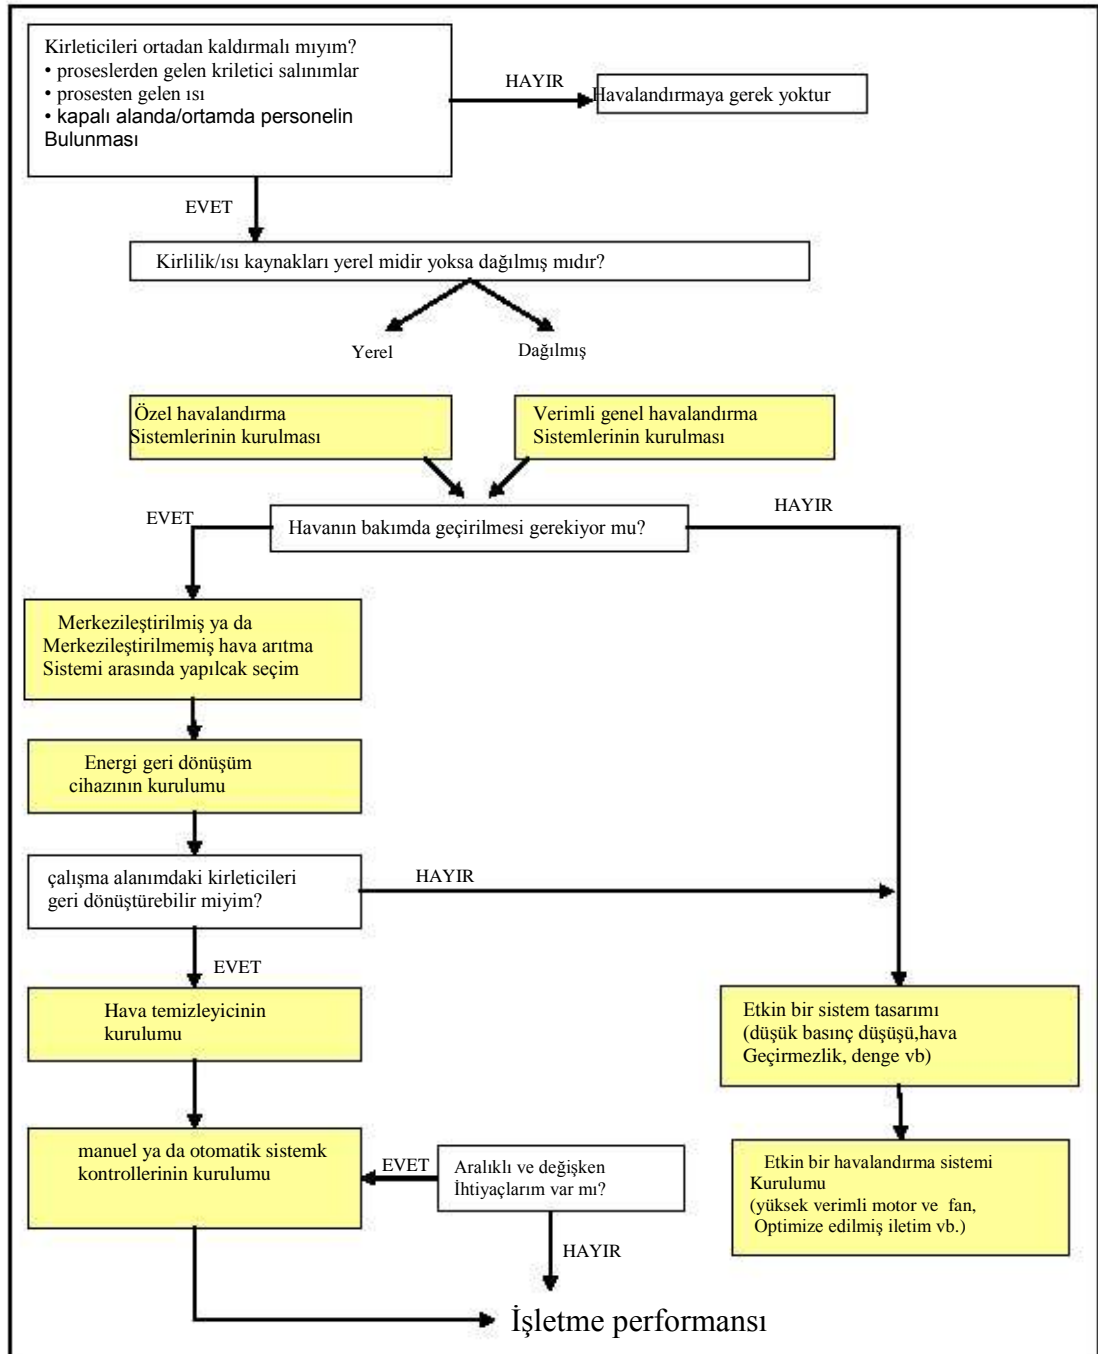 Kirleticileri ortadan kaldırmalı mıyım?
• proseslerden gelen kriletici salınımlar
• prosesten gelen ısı
• kapalı alanda/ortamda personelin
Bulunması
HAYIR
Havalandırmaya gerek yoktur
EVET
Kirlilik/ısı kaynakları yerel midir yoksa dağılmış mıdır?
Yerel
Dağılmış
Özel havalandırma
Sistemlerinin kurulması
Verimli genel havalandırma
Sistemlerinin kurulması
EVET
Havanın bakımda geçirilmesi gerekiyor mu?
HAYIR
Merkezileştirilmiş ya da
Merkezileştirilmemiş hava arıtma
Sistemi arasında yapılcak seçim
Energi geri dönüşüm
cihazının kurulumu
çalışma alanımdaki kirleticileri
geri dönüştürebilir miyim?
HAYIR
EVET
Hava temizleyicinin
kurulumu
Etkin bir sistem tasarımı
(düşük basınç düşüşü,hava
Geçirmezlik, denge vb)
manuel ya da otomatik sistemk
kontrollerinin kurulumu
EVET
Aralıklı ve değişken
İhtiyaçlarım var mı?
Etkin bir havalandırma sistemi
Kurulumu
(yüksek verimli motor ve fan,
Optimize edilmiş iletim vb.)
HAYIR
İşletme performansı